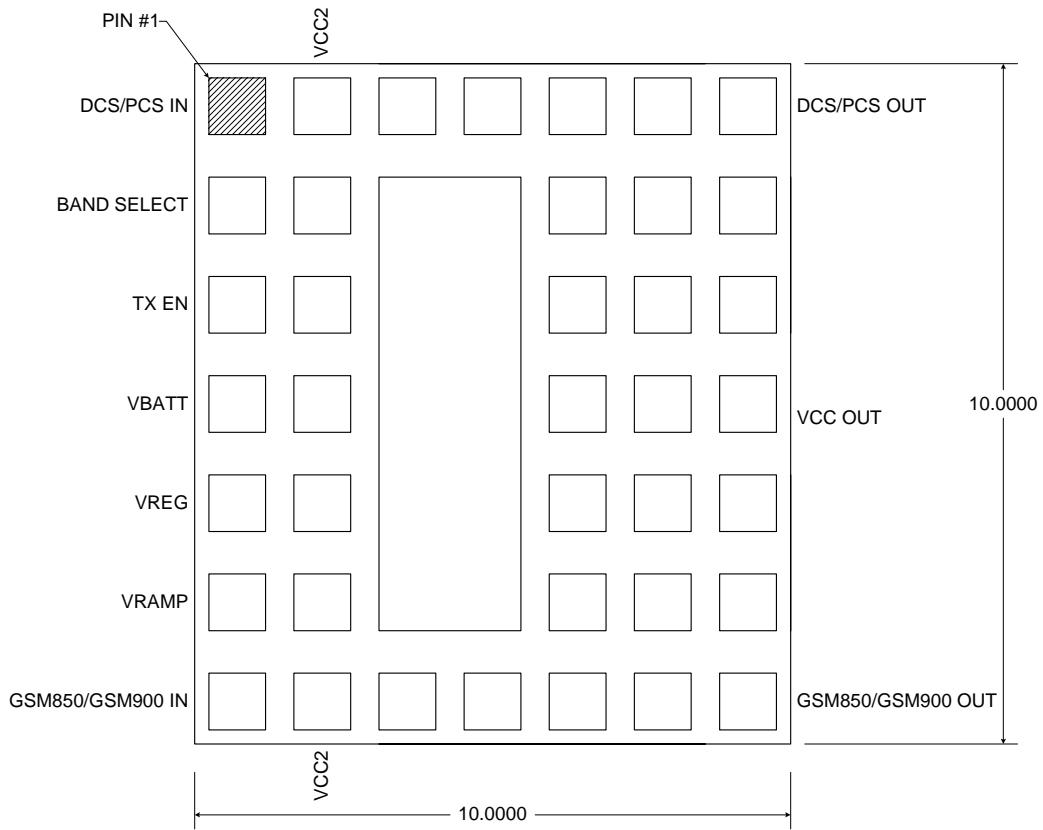 PIN #1
VCC2
DCS/PCS IN
DCS/PCS OUT
BAND SELECT
TX EN
VBATT
VCC OUT
10.0000
VREG
VRAMP
GSM850/GSM900 IN
GSM850/GSM900 OUT
VCC2
10.0000